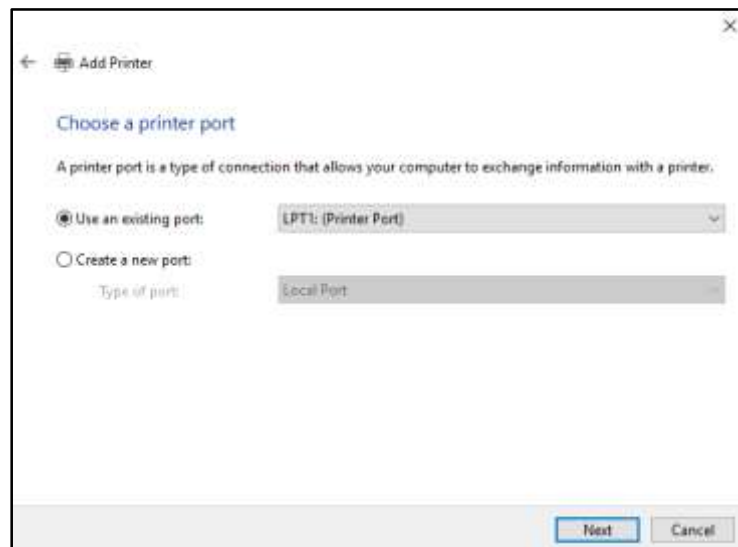 Add Printer
Choose a printer port
A printer port is a type of connection that allows your computer to exchange information with a printer.
Use an existing port: LPT1: (Printer Port)
Create a new port:
Type of port: Local Port
Next Cancel